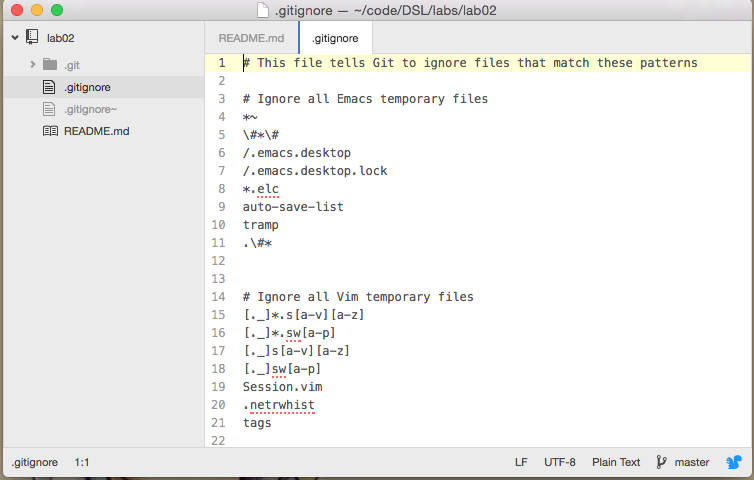 .gitignore — ~/code/DSL/labs/lab02
lab02
.git
.gitignore
.gitignore~
README.md
README.md .gitignore
1 # This file tells Git to ignore files that match these patterns
2
3 # Ignore all Emacs temporary files
4 *~
5 \#*\#
6 /.emacs.desktop
7 /.emacs.desktop.lock
8 *.elc
9 auto-save-list
10 tramp
11 .\#*
12
13
14 # Ignore all Vim temporary files
15 [._]*.s[a-v][a-z]
16 [._]*.sw[a-p]
17 [._]s[a-v][a-z]
18 [._]sw[a-p]
19 Session.vim
20 .netrwhist
21 tags
22
.gitignore 1:1 LF UTF-8 Plain Text master